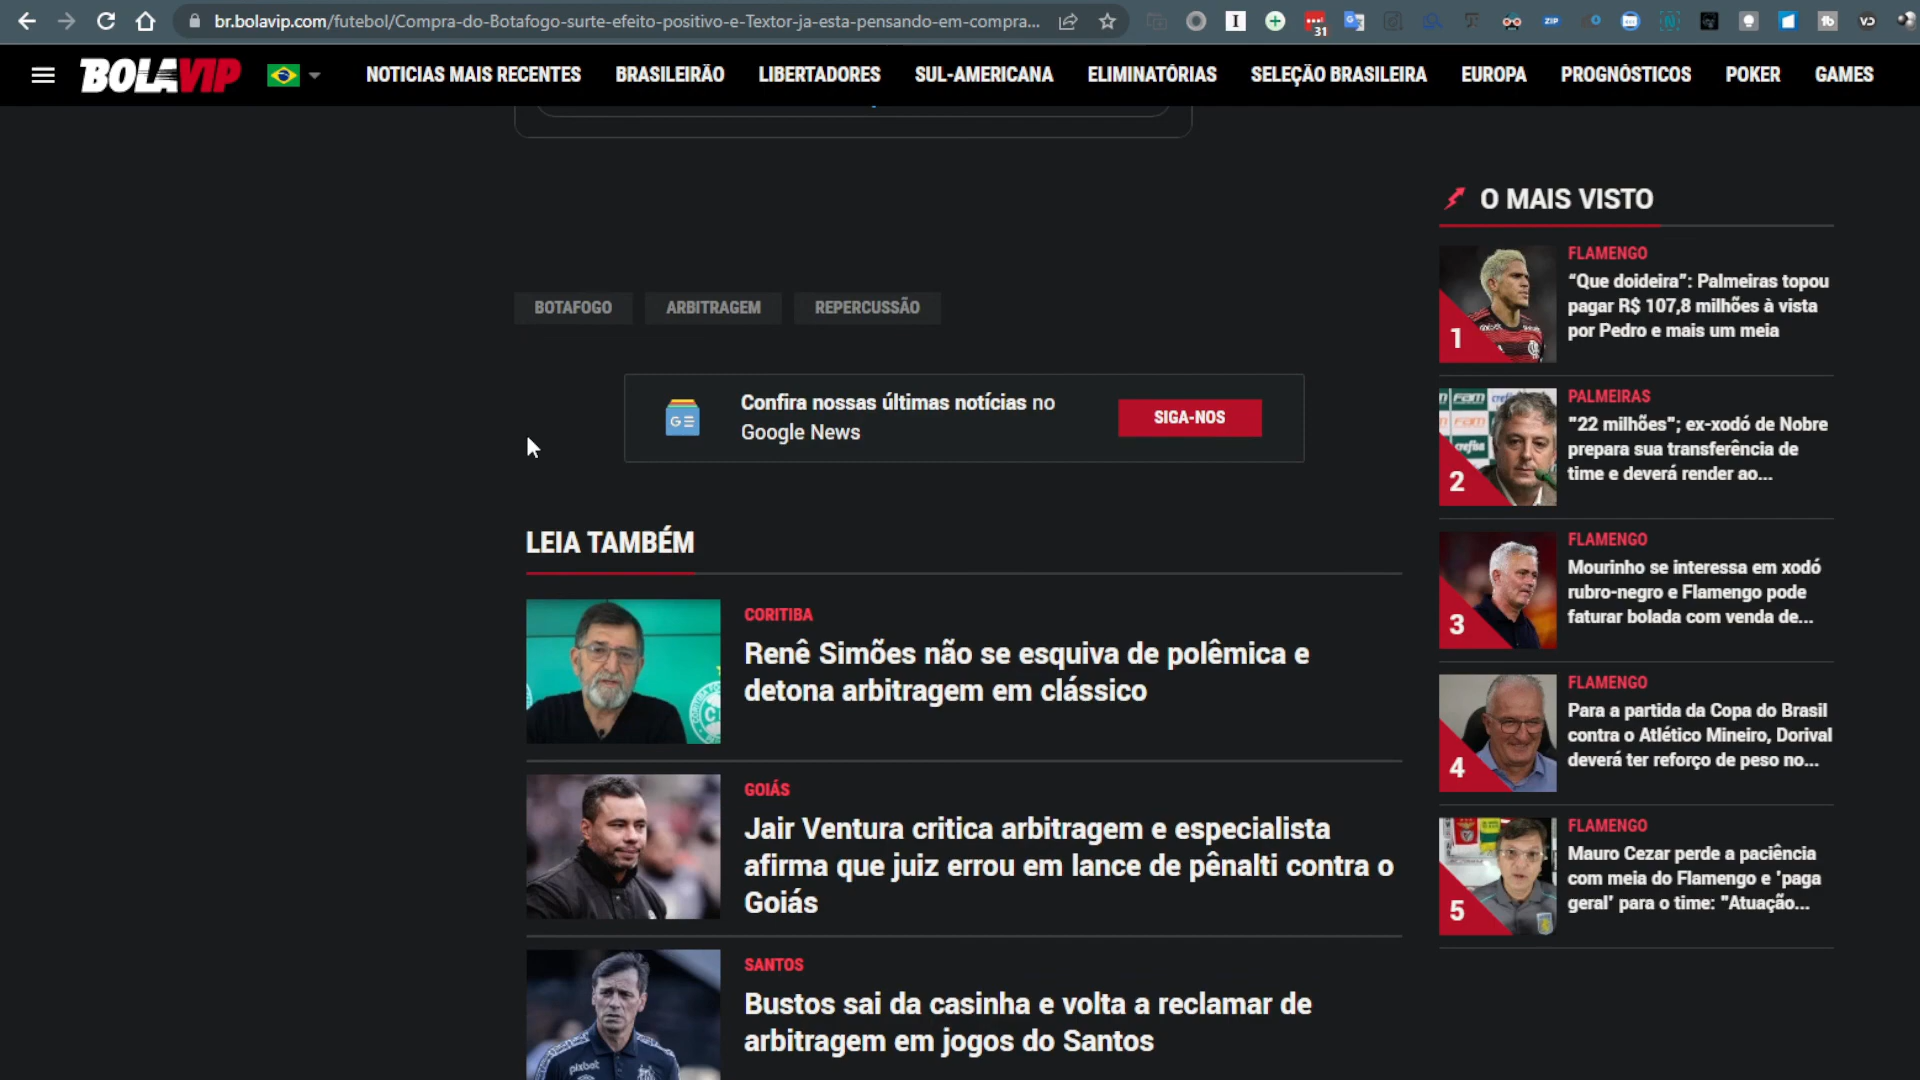 br.bolavip.com/futebol/Compra-do-Botafogo-surte-efeito-positivo-e-Textor-ja-esta-pensando-em-compra...
31
ZIP
BOLAVIP
NOTICIAS MAIS RECENTES
BRASILEIRÃO
LIBERTADORES
SUL-AMERICANA
ELIMINATÓRIAS
SELEÇÃO BRASILEIRA
EUROPA
PROGNÓSTICOS
POKER
GAMES
BOTAFOGO
ARBITRAGEM
REPERCUSSÃO
Confira nossas últimas notícias no
Google News
SIGA-NOS
LEIA TAMBÉM
CORITIBA
Renê Simões não se esquiva de polêmica e
detona arbitragem em clássico
GOIÁS
Jair Ventura critica arbitragem e especialista
afirma que juiz errou em lance de pênalti contra o
Goiás
SANTOS
Bustos sai da casinha e volta a reclamar de
arbitragem em jogos do Santos
pixbet
O MAIS VISTO
1
FLAMENGO
“Que doideira”: Palmeiras topou
pagar R$ 107,8 milhões à vista
por Pedro e mais um meia
2
PALMEIRAS
"22 milhões"; ex-xodó de Nobre
prepara sua transferência de
time e deverá render ao...
3
FLAMENGO
Mourinho se interessa em xodó
rubro-negro e Flamengo pode
faturar bolada com venda de...
4
FLAMENGO
Para a partida da Copa do Brasil
contra o Atlético Mineiro, Dorival
deverá ter reforço de peso no...
5
FLAMENGO
Mauro Cezar perde a paciência
com meia do Flamengo e 'paga
geral' para o time: "Atuação...